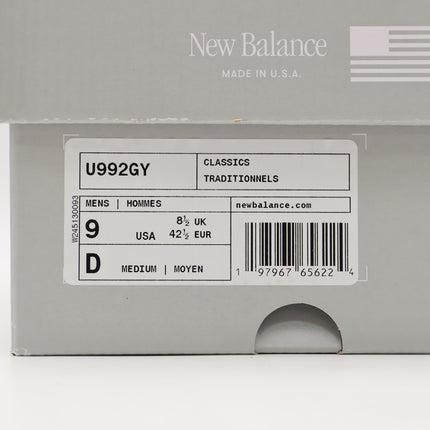 New Balance
MADE IN U.S.A.
U992GY
CLASSICS
TRADITIONNELS
MENS | HOMMES
newbalance.com
9 USA 8½ UK
42½ EUR
D MEDIUM | MOYEN
1 97967 65622 4
W245130093